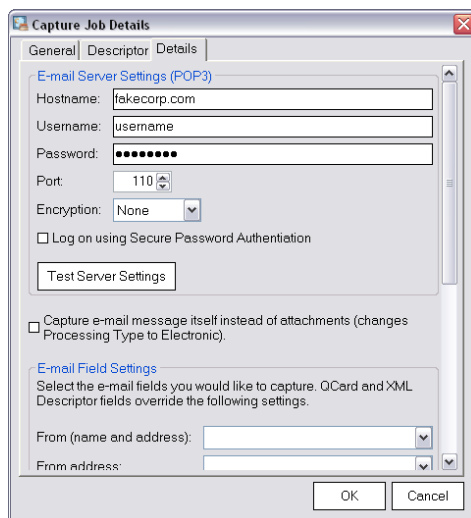 Capture Job Details
General Descriptor Details
E-mail Server Settings (POP3)
Hostname: fakecorp.com
Username: username
Password: ●●●●●●●●
Port: 110
Encryption: None
Log on using Secure Password Authentiation
Test Server Settings
Capture e-mail message itself instead of attachments (changes
Processing Type to Electronic).
E-mail Field Settings
Select the e-mail fields you would like to capture. QCard and XML
Descriptor fields override the following settings.
From (name and address):
From address:
OK Cancel